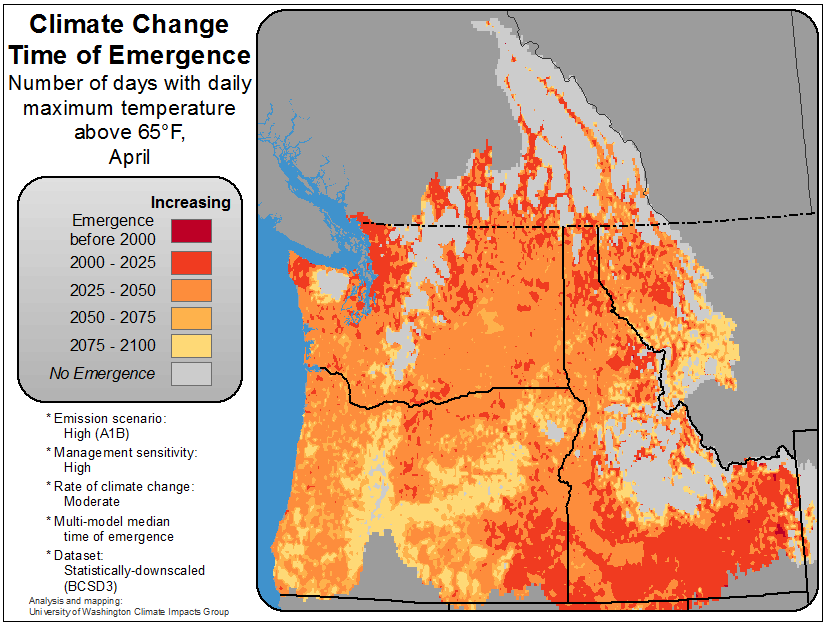 Climate Change
Time of Emergence
Number of days with daily
maximum temperature
above 65°F,
April
Increasing
Emergence
before 2000
2000 - 2025
2025 - 2050
2050 - 2075
2075 - 2100
No Emergence
* Emission scenario:
High (A1B)
* Management sensitivity:
High
* Rate of climate change:
Moderate
* Multi-model median
time of emergence
* Dataset:
Statistically-downscaled
(BCSD3)
Analysis and mapping:
University of Washington Climate Impacts Group